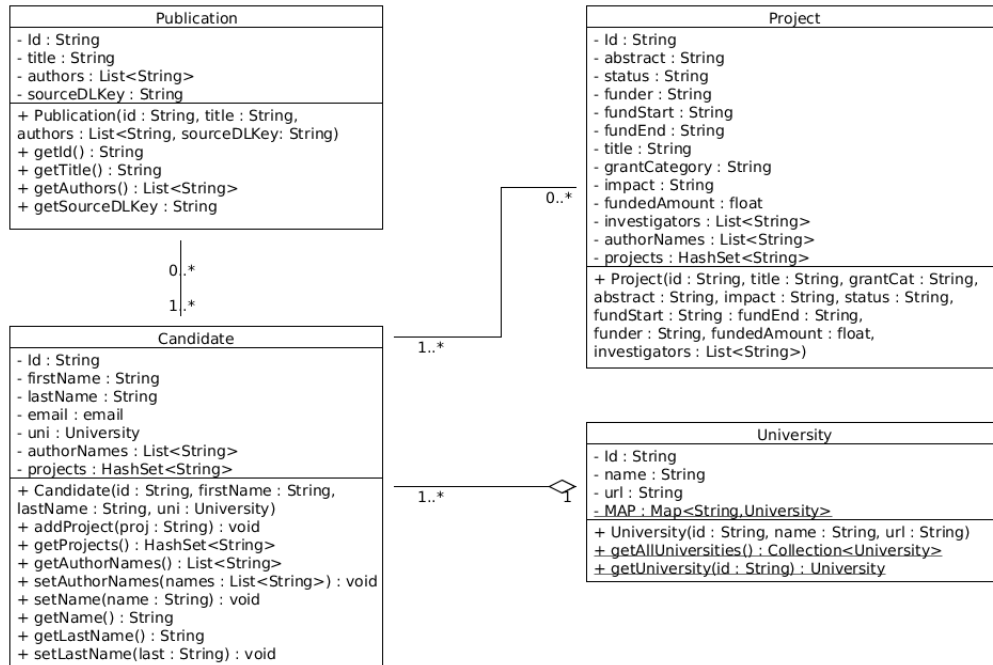 Publication
- Id : String
- title : String
- authors : List<String>
- sourceDLKey : String
+ Publication(id : String, title : String,
authors : List<String, sourceDLKey: String)
+ getId() : String
+ getTitle() : String
+ getAuthors() : List<String>
+ getSourceDLKey : String
0..*
1..*
Candidate
- Id : String
- firstName : String
- lastName : String
- email : email
- uni : University
- authorNames : List<String>
- projects : HashSet<String>
+ Candidate(id : String, firstName : String,
lastName : String, uni : University)
+ addProject(proj : String) : void
+ getProjects() : HashSet<String>
+ getAuthorNames() : List<String>
+ setAuthorNames(names : List<String>) : void
+ setName(name : String) : void
+ getName() : String
+ getLastName() : String
+ setLastName(last : String) : void
Project
- Id : String
- abstract : String
- status : String
- funder : String
- fundStart : String
- fundEnd : String
- title : String
- grantCategory : String
- impact : String
- fundedAmount : float
- investigators : List<String>
- authorNames : List<String>
- projects : HashSet<String>
+ Project(id : String, title : String, grantCat : String,
abstract : String, impact : String, status : String,
fundStart : String : fundEnd : String,
funder : String, fundedAmount : float,
investigators : List<String>)
0..*
1..*
University
- Id : String
- name : String
- url : String
- MAP : Map<String,University>
+ University(id : String, name : String, url : String)
+ getAllUniversities() : Collection<University>
+ getUniversity(id : String) : University
1..*
1